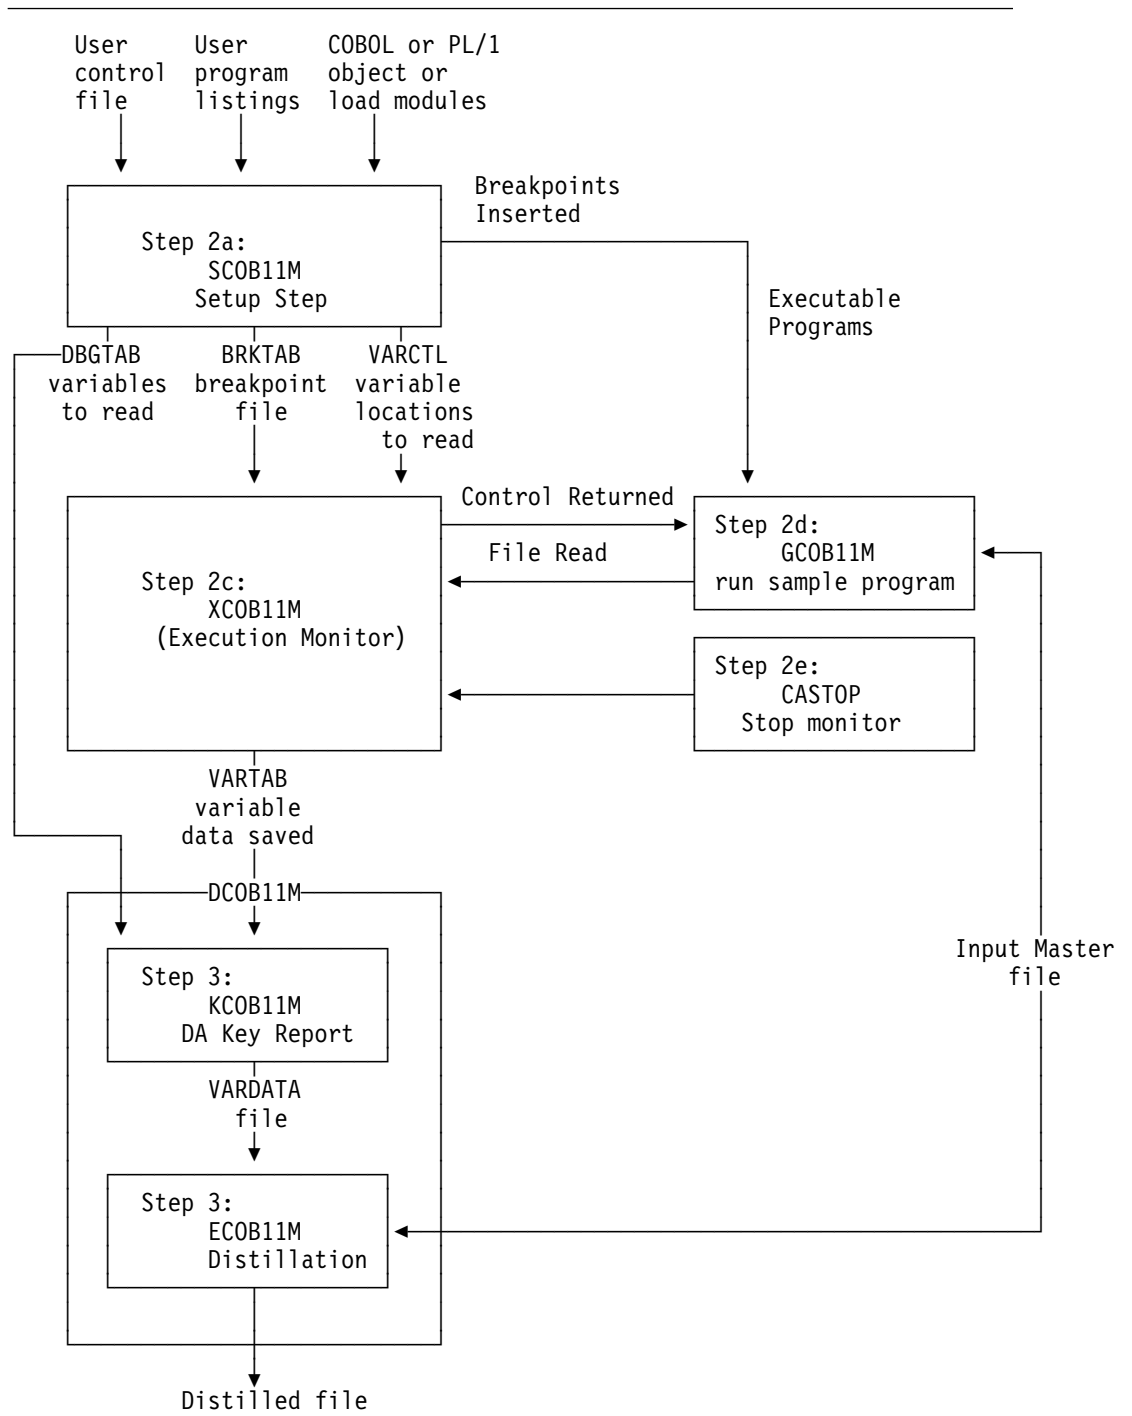 User
control
file
User
program
listings
COBOL or PL/1
object or
load modules
Breakpoints
Inserted
Step 2a:
SCOB11M
Setup Step
Executable
Programs
DBGTAB
variables
to read
BRKTAB
breakpoint
file
VARCTL
variable
locations
to read
Control Returned
File Read
Step 2d:
GCOB11M
run sample program
Step 2c:
XCOB11M
(Execution Monitor)
Step 2e:
CASTOP
Stop monitor
VARTAB
variable
data saved
DCOB11M
Input Master
file
Step 3:
KCOB11M
DA Key Report
VARDATA
file
Step 3:
ECOB11M
Distillation
Distilled file